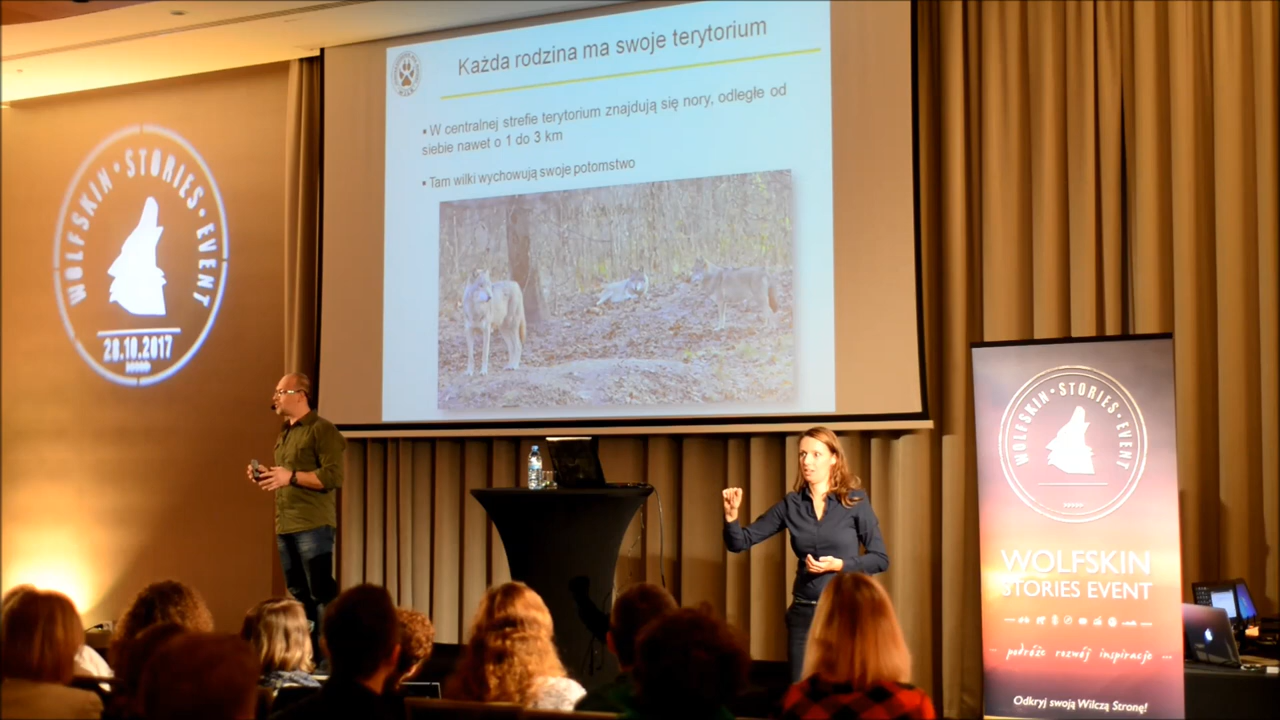 WOLFSKIN • STORIES • EVENT
28.10.2017
Każda rodzina ma swoje terytorium
▪ W centralnej strefie terytorium znajdują się nory, odległe od
siebie nawet o 1 do 3 km
▪ Tam wilki wychowują swoje potomstwo
WOLFSKIN • STORIES • EVENT
WOLFSKIN
STORIES EVENT
podróże rozwój inspiracje
Odkryj swoją Wilczą Stronę!